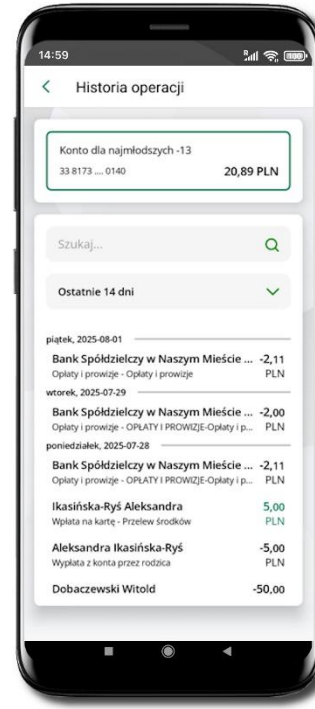 14:59
Historia operacji
Konto dla najmłodszych -13
33 8173 .... 0140 20,89 PLN
Szukaj...
Ostatnie 14 dni
piątek, 2025-08-01
Bank Spółdzielczy w Naszym Mieście ... -2,11
Opłaty i prowizje - Opłaty i prowizje PLN
wtorek, 2025-07-29
Bank Spółdzielczy w Naszym Mieście ... -2,00
Opłaty i prowizje - OPŁATY I PROWIZJE-Opłaty i p... PLN
poniedziałek, 2025-07-28
Bank Spółdzielczy w Naszym Mieście ... -2,11
Opłaty i prowizje - OPŁATY I PROWIZJE-Opłaty i p... PLN
Ikasińska-Ryś Aleksandra 5,00
Wpłata na kartę - Przelew środków PLN
Aleksandra Ikasińska-Ryś -5,00
Wypłata z konta przez rodzica PLN
Dobaczewski Witold -50,00